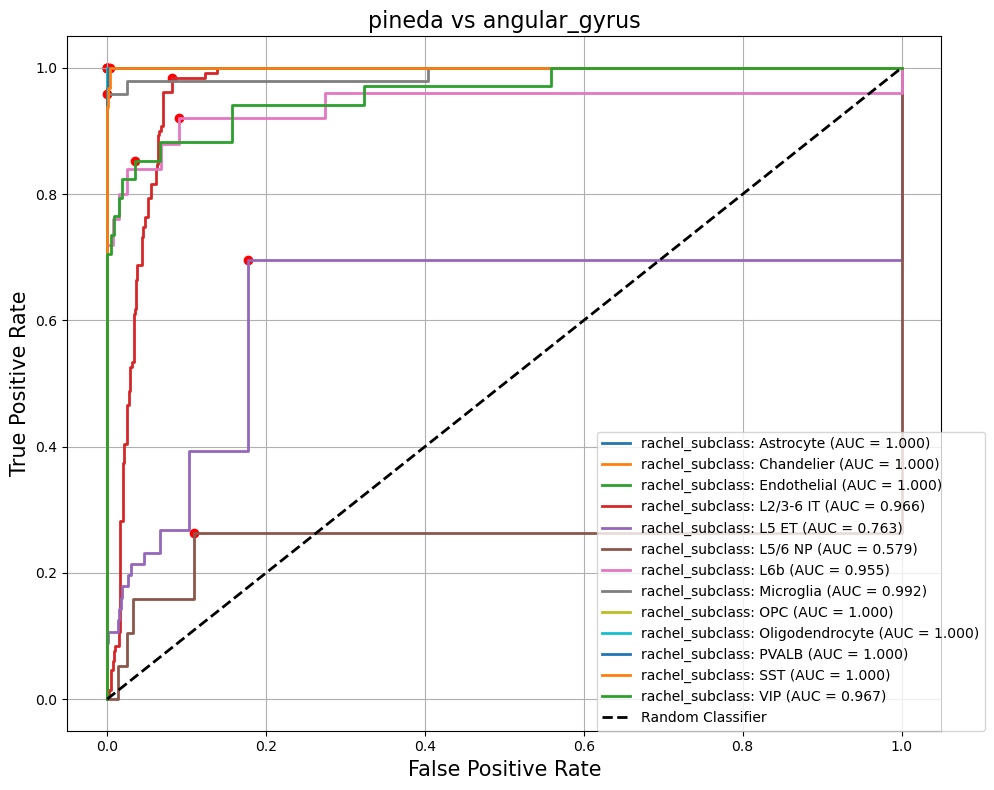 pineda vs angular_gyrus
True Positive Rate
1.0
0.8
0.6
0.4
0.2
0.0
rachel_subclass: Astrocyte (AUC = 1.000)
rachel_subclass: Chandelier (AUC = 1.000)
rachel_subclass: Endothelial (AUC = 1.000)
rachel_subclass: L2/3-6 IT (AUC = 0.966)
rachel_subclass: L5 ET (AUC = 0.763)
rachel_subclass: L5/6 NP (AUC = 0.579)
rachel_subclass: L6b (AUC = 0.955)
rachel_subclass: Microglia (AUC = 0.992)
rachel_subclass: OPC (AUC = 1.000)
rachel_subclass: Oligodendrocyte (AUC = 1.000)
rachel_subclass: PVALB (AUC = 1.000)
rachel_subclass: SST (AUC = 1.000)
rachel_subclass: VIP (AUC = 0.967)
Random Classifier
0.0 0.2 0.4 0.6 0.8 1.0
False Positive Rate